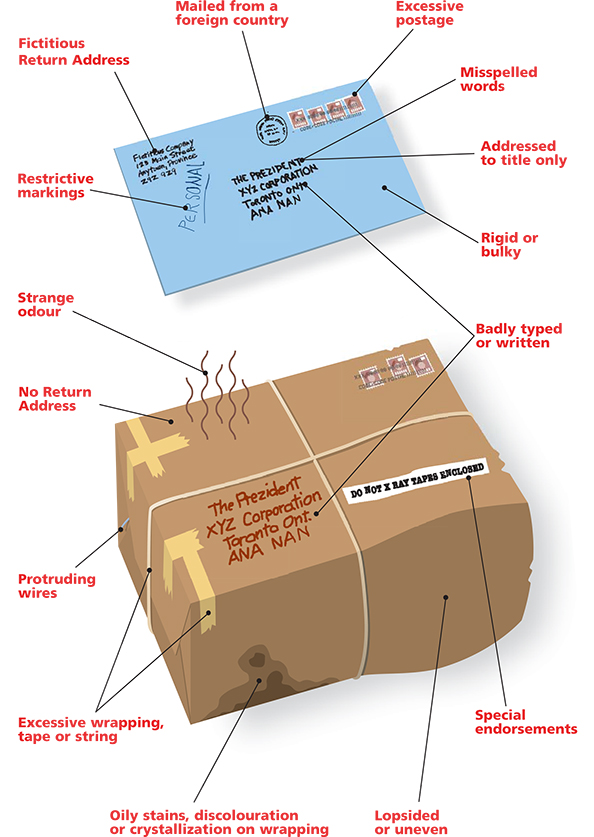 Mailed from a
foreign country
Excessive
postage
Fictitious
Return Address
Misspelled
words
Addressed
to title only
Restrictive
markings
Rigid or
bulky
Fictitious Company
123 Main Street
Anytown, Province
Z9Z 9Z9
PERSONAL
THE PREZIDENT
XYZ CORPORATION
Toronto Onto
ANA NAN
Strange
odour
Badly typed
or written
No Return
Address
DO NOT X RAY TAPES ENCLOSED
The Prezident
XYZ Corporation
Toronto Ont.
ANA NAN
Protruding
wires
Excessive wrapping,
tape or string
Special
endorsements
Oily stains, discolouration
or crystallization on wrapping
Lopsided
or uneven